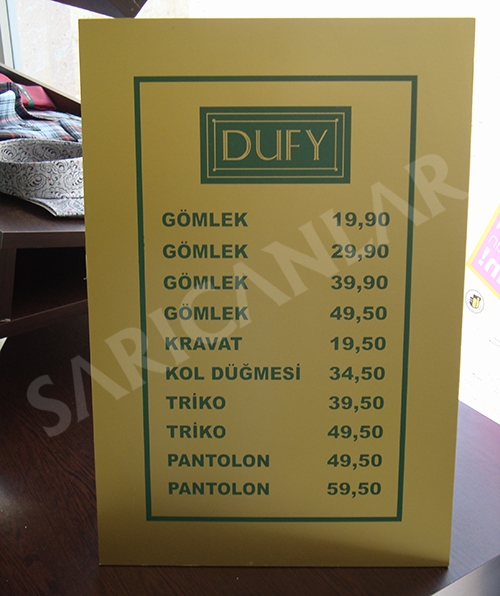 DUFY
GÖMLEK 19,90
GÖMLEK 29,90
GÖMLEK 39,90
GÖMLEK 49,50
KRAVAT 19,50
KOL DÜĞMESİ 34,50
TRİKO 39,50
TRİKO 49,50
PANTOLON 49,50
PANTOLON 59,50
SARICANLAR